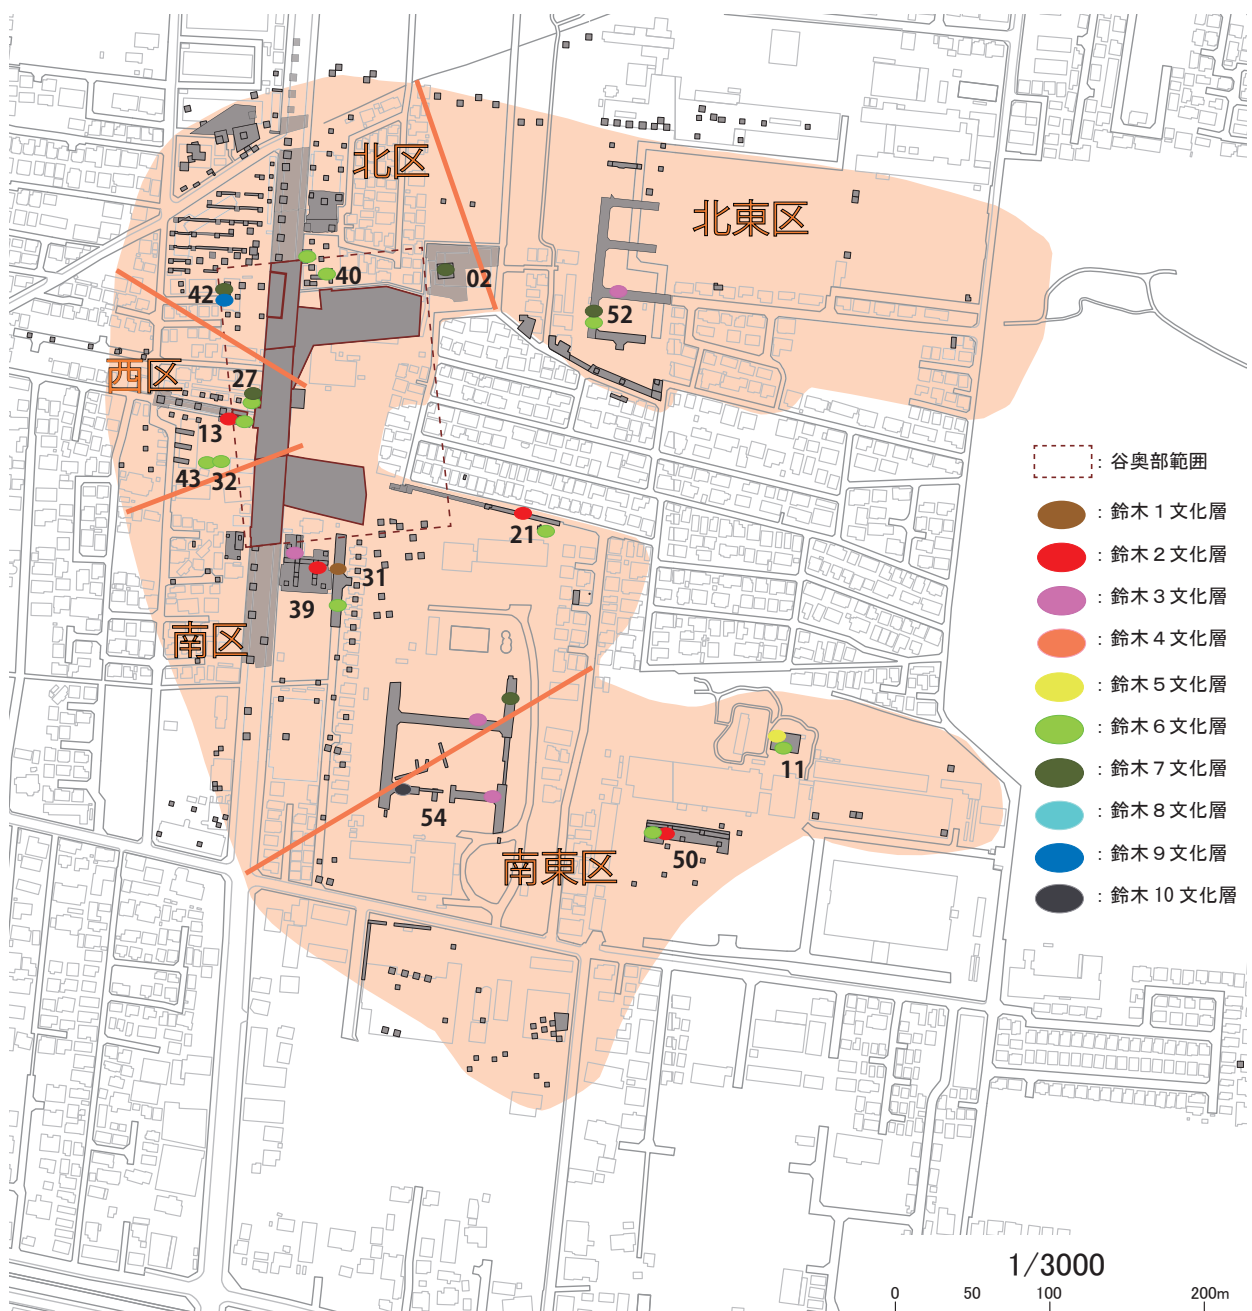 北区
北東区
40
02
42
52
西区
27
13
43
32
21
31
39
南区
11
54
50
南東区
：谷奥部範囲
：鈴木１文化層
：鈴木２文化層
：鈴木３文化層
：鈴木４文化層
：鈴木５文化層
：鈴木６文化層
：鈴木７文化層
：鈴木８文化層
：鈴木９文化層
：鈴木 10 文化層
1/3000
0 50 100 200m